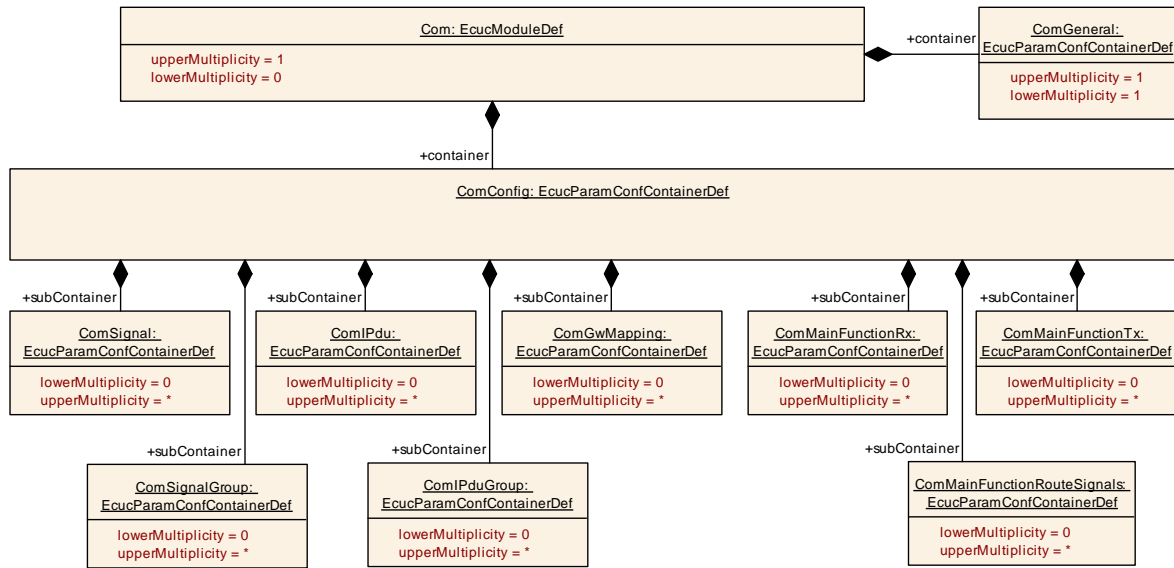 Com: EcucModuleDef
upperMultiplicity = 1
lowerMultiplicity = 0
+container
ComGeneral:
EcucParamConfContainerDef
upperMultiplicity = 1
lowerMultiplicity = 1
+container
ComConfig: EcucParamConfContainerDef
+subContainer
+subContainer
+subContainer
+subContainer
+subContainer
ComSignal:
EcucParamConfContainerDef
lowerMultiplicity = 0
upperMultiplicity = *
ComIPdu:
EcucParamConfContainerDef
lowerMultiplicity = 0
upperMultiplicity = *
ComGwMapping:
EcucParamConfContainerDef
lowerMultiplicity = 0
upperMultiplicity = *
ComMainFunctionRx:
EcucParamConfContainerDef
lowerMultiplicity = 0
upperMultiplicity = *
ComMainFunctionTx:
EcucParamConfContainerDef
lowerMultiplicity = 0
upperMultiplicity = *
+subContainer
+subContainer
+subContainer
ComSignalGroup:
EcucParamConfContainerDef
lowerMultiplicity = 0
upperMultiplicity = *
ComIPduGroup:
EcucParamConfContainerDef
lowerMultiplicity = 0
upperMultiplicity = *
ComMainFunctionRouteSignals:
EcucParamConfContainerDef
lowerMultiplicity = 0
upperMultiplicity = *